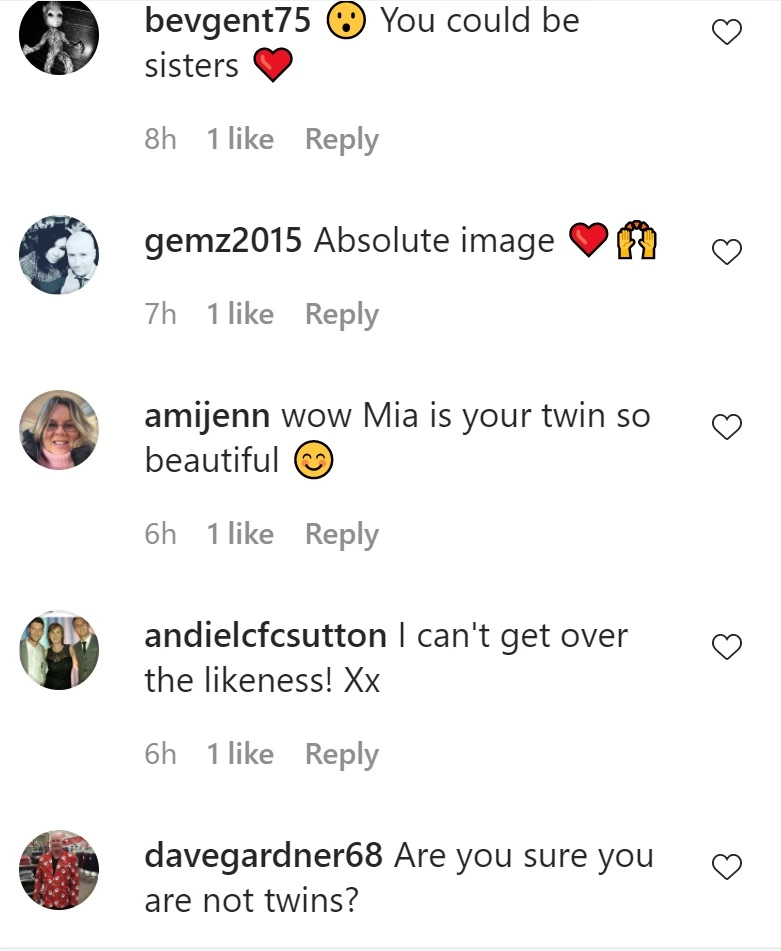 bevgent75 😮 You could be
sisters ❤️
8h 1 like Reply
gemz2015 Absolute image ❤️🙌
7h 1 like Reply
amijenn wow Mia is your twin so
beautiful 😊
6h 1 like Reply
andielcfcsutton I can't get over
the likeness! Xx
6h 1 like Reply
davegardner68 Are you sure you
are not twins?